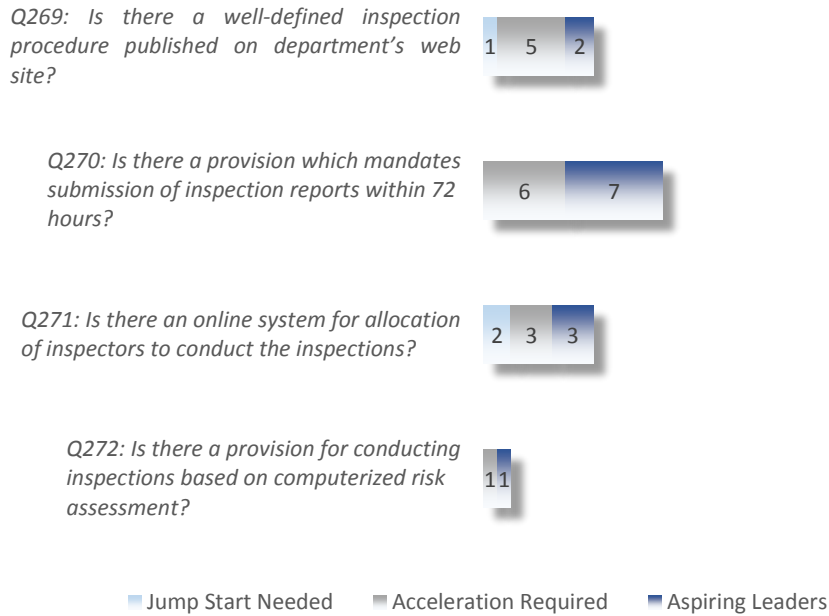 Q269: Is there a well-defined inspection
procedure published on department’s web
site?
1 5 2
Q270: Is there a provision which mandates
submission of inspection reports within 72
hours?
6 7
Q271: Is there an online system for allocation
of inspectors to conduct the inspections?
2 3 3
Q272: Is there a provision for conducting
inspections based on computerized risk
assessment?
1 1
Jump Start Needed Acceleration Required Aspiring Leaders